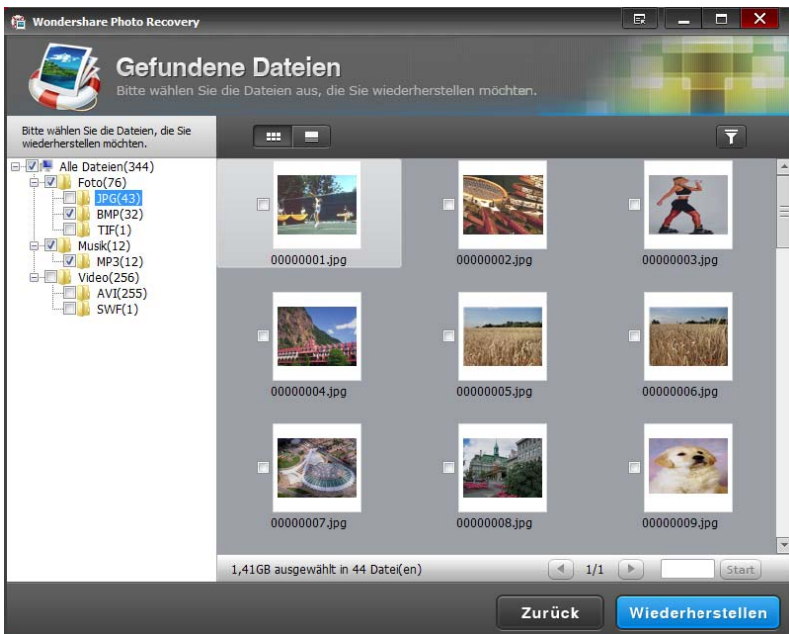 Wondershare Photo Recovery
Gefundene Dateien
Bitte wählen Sie die Dateien aus, die Sie wiederherstellen möchten.
Bitte wählen Sie die Dateien, die Sie
wiederherstellen möchten.
Alle Dateien(344)
Foto(76)
JPG(43)
BMP(32)
TIF(1)
Musik(12)
MP3(12)
Video(256)
AVI(255)
SWF(1)
00000001.jpg
00000002.jpg
00000003.jpg
00000004.jpg
00000005.jpg
00000006.jpg
00000007.jpg
00000008.jpg
00000009.jpg
1,41GB ausgewählt in 44 Datei(en)
1/1
Start
Zurück
Wiederherstellen